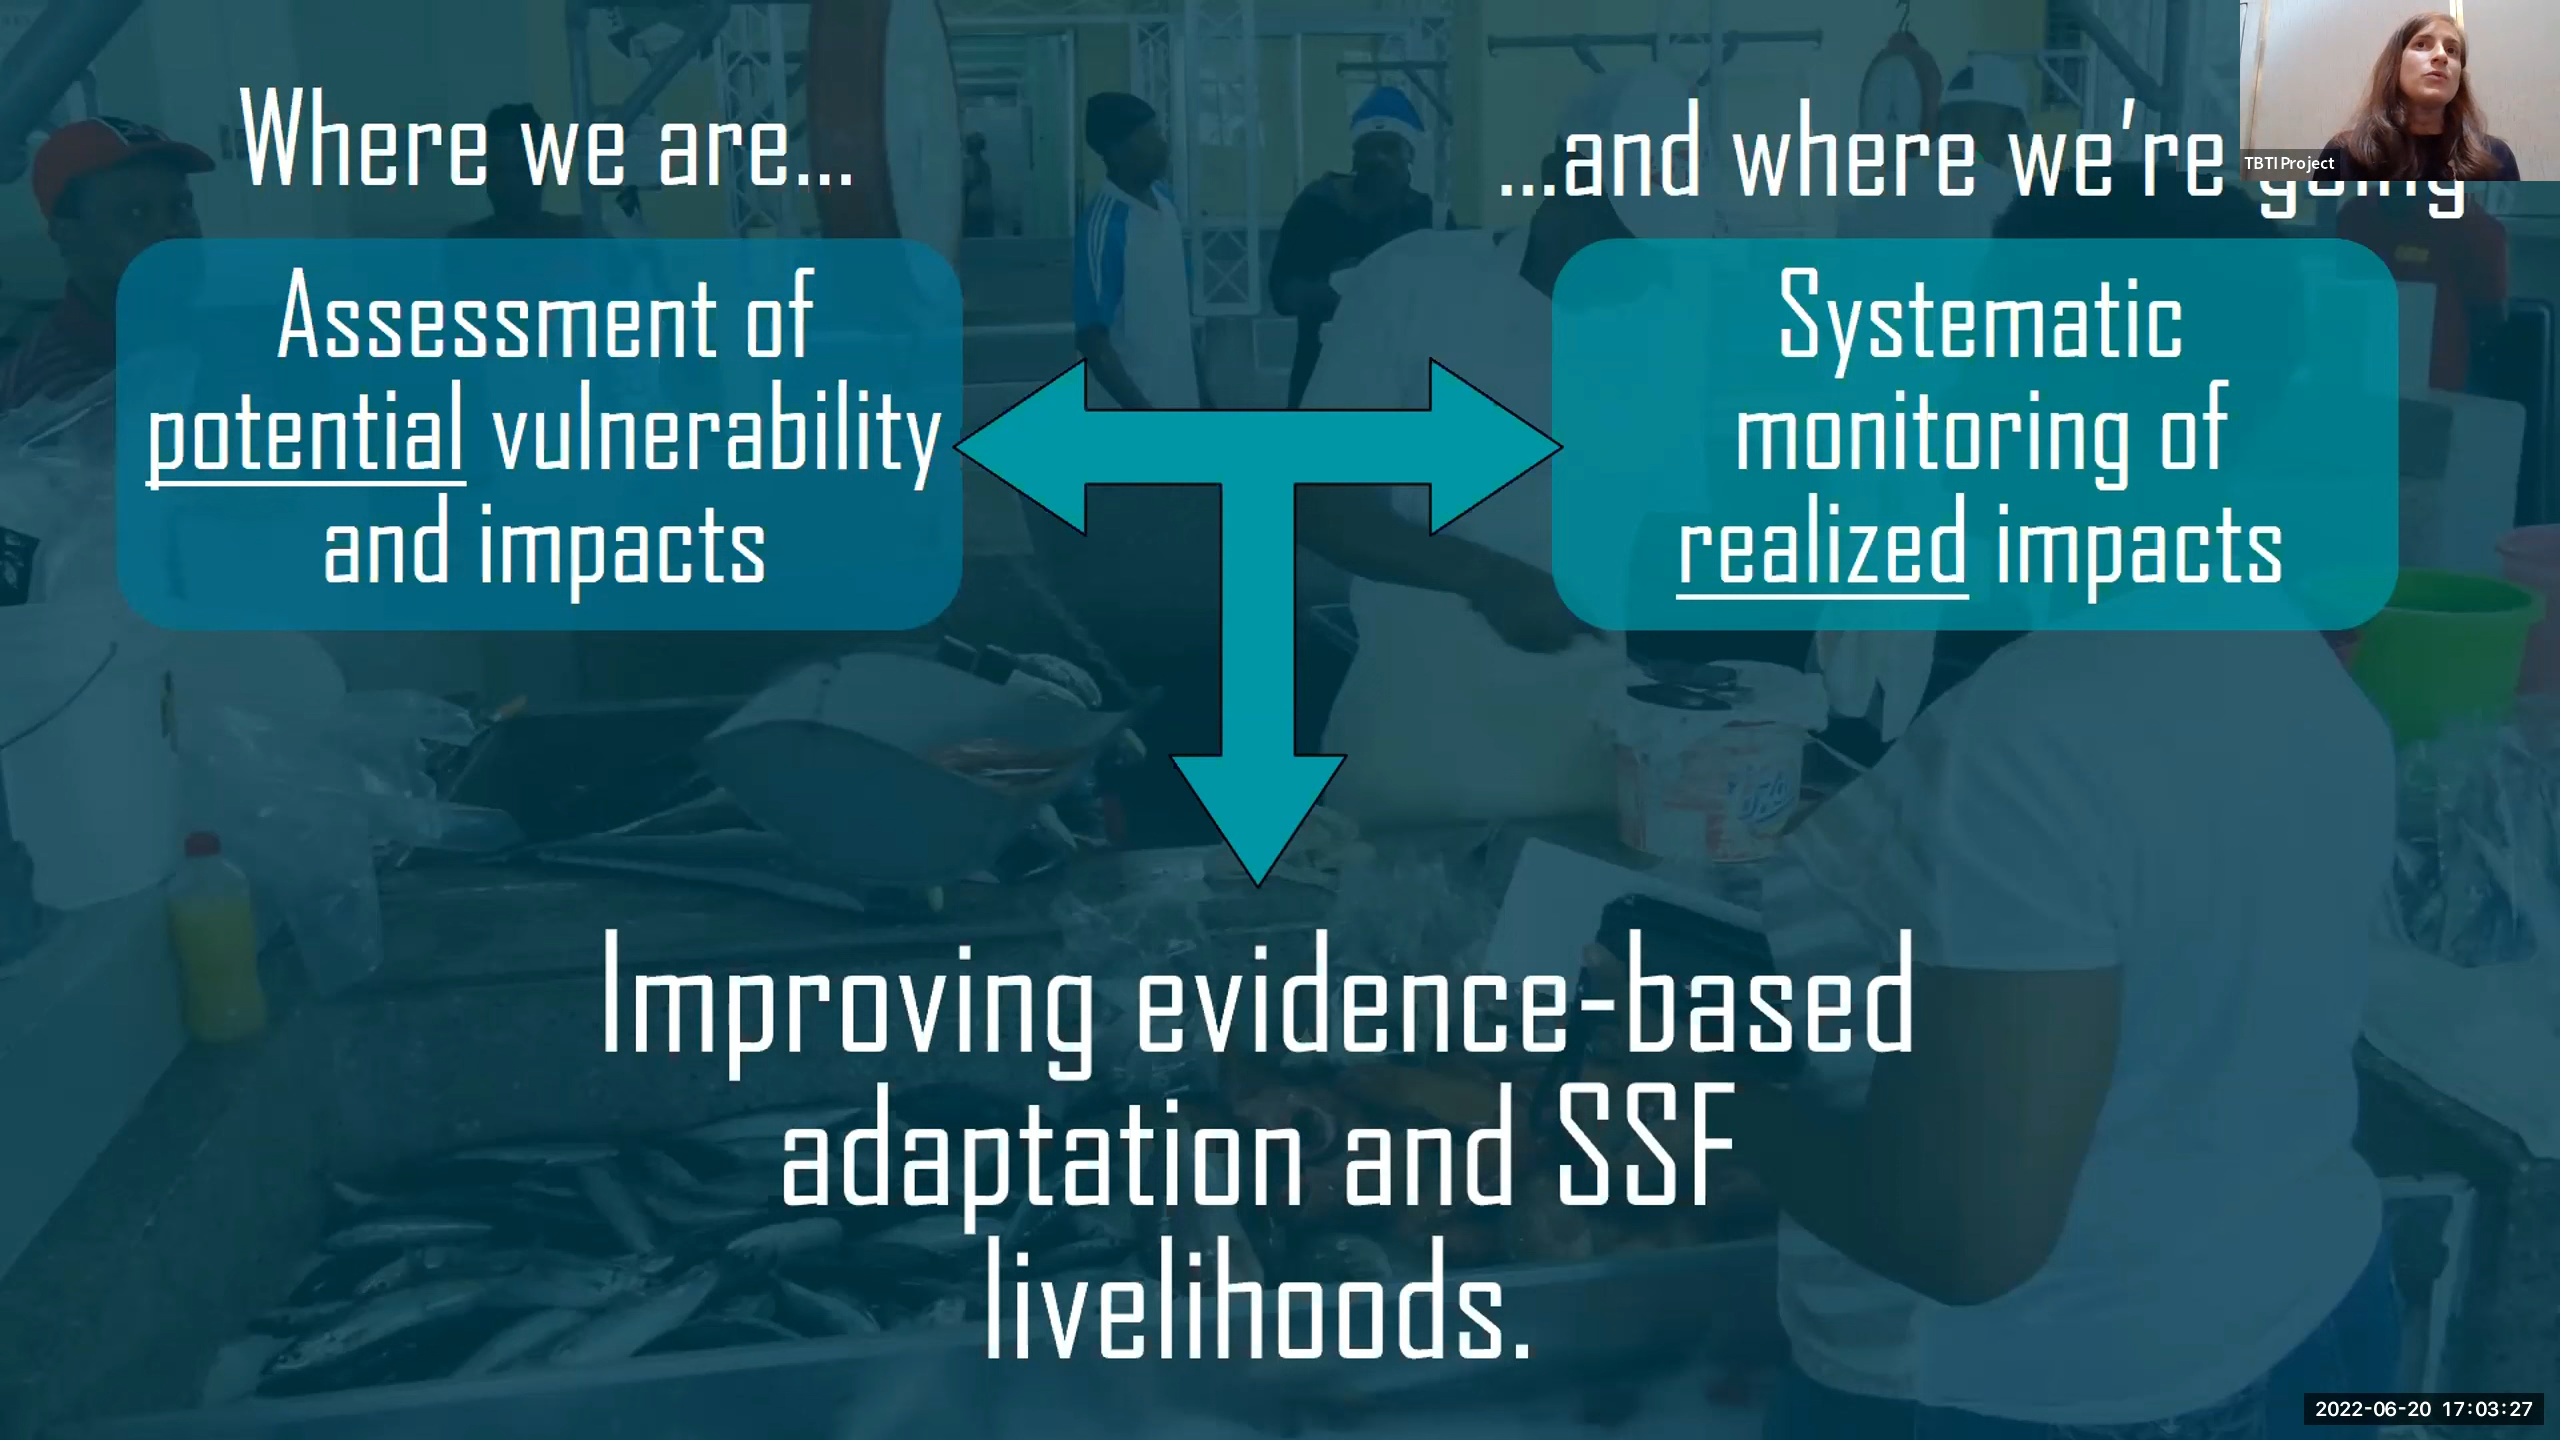 Where we are...
...and where we're going
TBTI Project
Assessment of
potential vulnerability
and impacts
Systematic
monitoring of
realized impacts
Improving evidence-based
adaptation and SSF
livelihoods.
2022-06-20 17:03:27